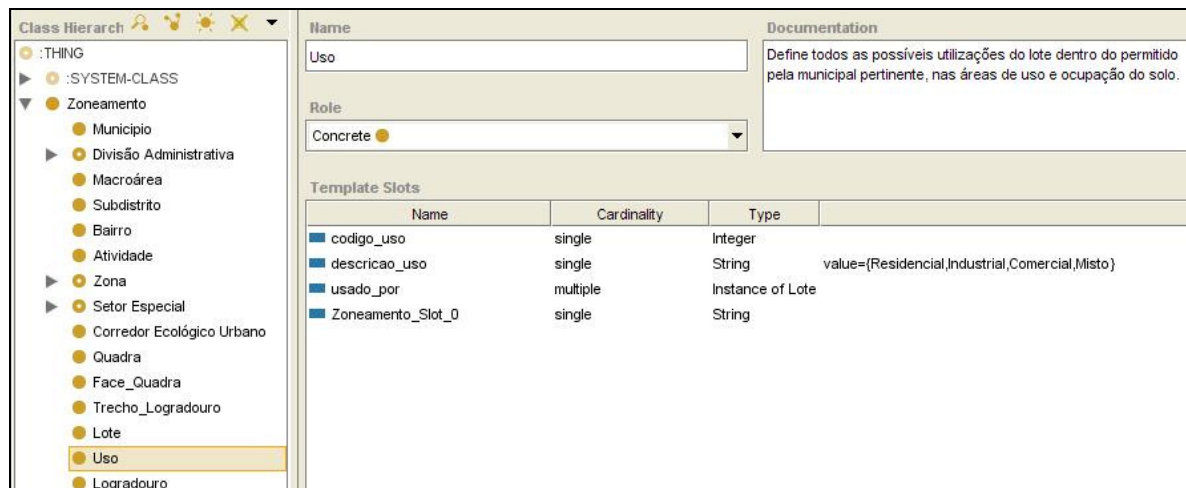 Class Hierarch
:THING
:SYSTEM-CLASS
Zoneamento
Municipio
Divisão Administrativa
Macroárea
Subdistrito
Bairro
Atividade
Zona
Setor Especial
Corredor Ecológico Urbano
Quadra
Face_Quadra
Trecho_Logradouro
Lote
Uso
Logradouro
Name
Uso
Role
Concrete
Documentation
Define todos as possíveis utilizações do lote dentro do permitido
pela municipal pertinente, nas áreas de uso e ocupação do solo.
Template Slots
Name Cardinality Type
codigo_uso single Integer
descricao_uso single String value={Residencial,Industrial,Comercial,Misto}
usado_por multiple Instance of Lote
Zoneamento_Slot_0 single String